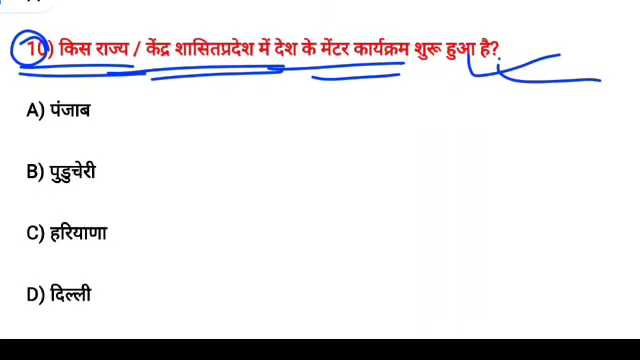 10) किस राज्य / केंद्र शासितप्रदेश में देश के मेंटर कार्यक्रम शुरू हुआ है?
A) पंजाब
B) पुडुचेरी
C) हरियाणा
D) दिल्ली